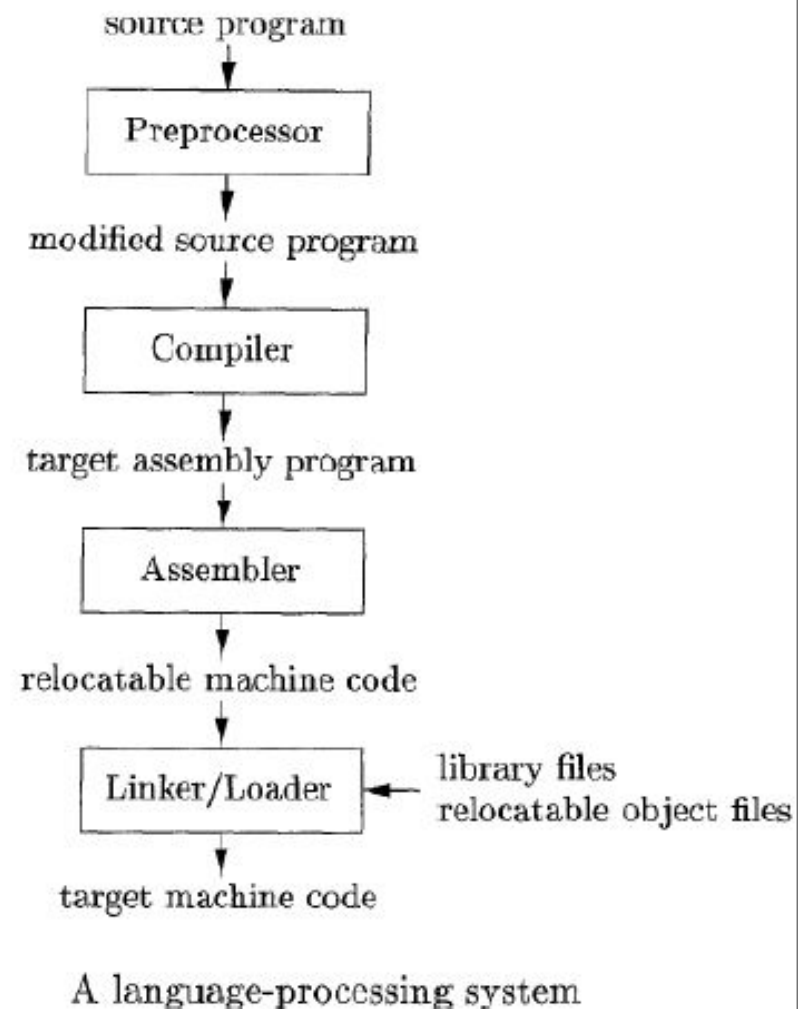 source program
Preprocessor
modified source program
Compiler
target assembly program
Assembler
relocatable machine code
Linker/Loader
library files
relocatable object files
target machine code
A language-processing system